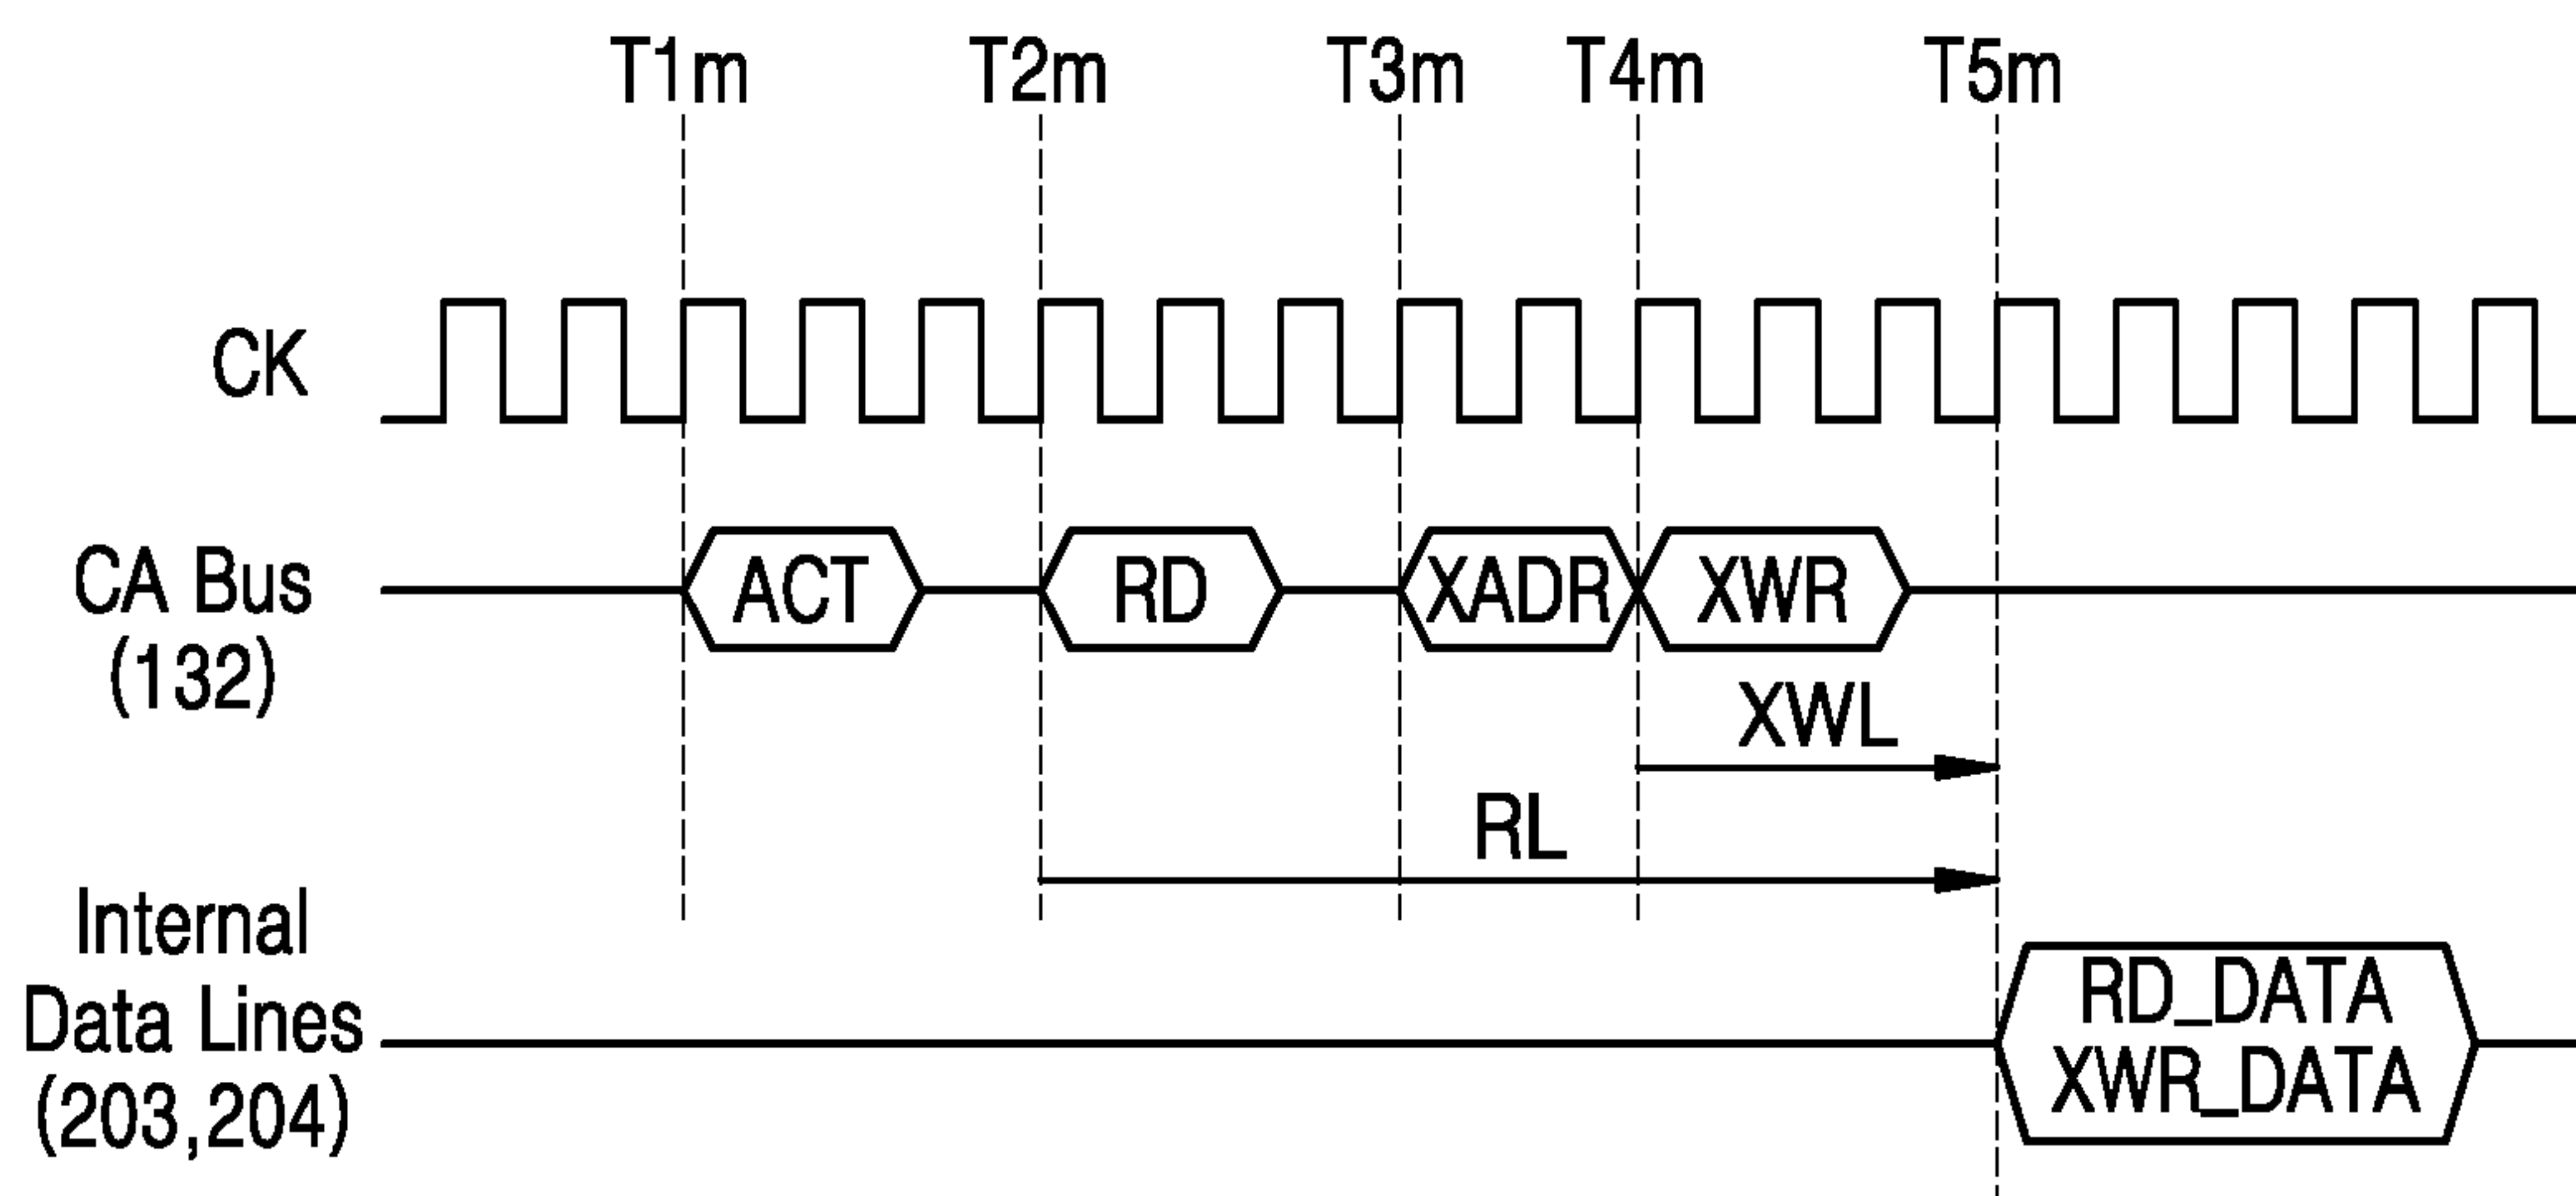 T1m T2m T3m T4m T5m
CK
CA Bus
(132)
ACT RD XADR XWR
XWL
RL
Internal
Data Lines
(203,204)
RD_DATA
XWR_DATA